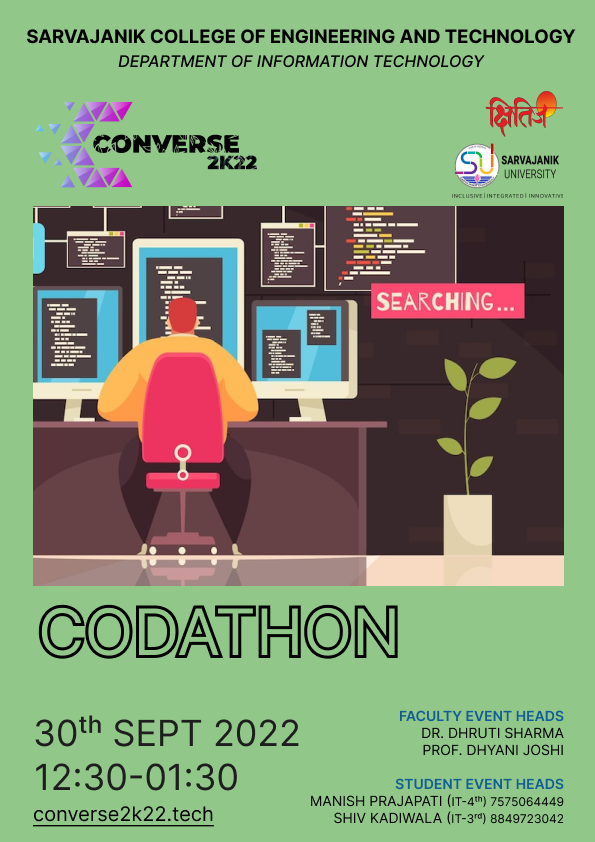 SARVAJANIK COLLEGE OF ENGINEERING AND TECHNOLOGY
DEPARTMENT OF INFORMATION TECHNOLOGY
CONVERSE
2K22
क्षितिज
SU
SARVAJANIK
UNIVERSITY
INCLUSIVE | INTEGRATED | INNOVATIVE
SEARCHING...
CODATHON
30th SEPT 2022
12:30-01:30
converse2k22.tech
FACULTY EVENT HEADS
DR. DHRUTI SHARMA
PROF. DHYANI JOSHI
STUDENT EVENT HEADS
MANISH PRAJAPATI (IT-4th) 7575064449
SHIV KADIWALA (IT-3rd) 8849723042